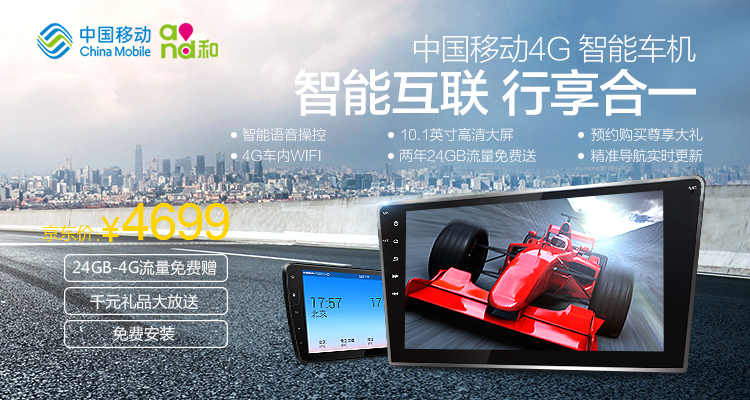 中国移动
China Mobile
and和
中国移动4G 智能车机
智能互联 行享合一
• 智能语音操控
• 10.1英寸高清大屏
• 预约购买尊享大礼
• 4G车内WIFI
• 两年24GB流量免费送
• 精准导航实时更新
京东价:¥4699
24GB-4G流量免费赠
千元礼品大放送
免费安装
17:57
17
北京